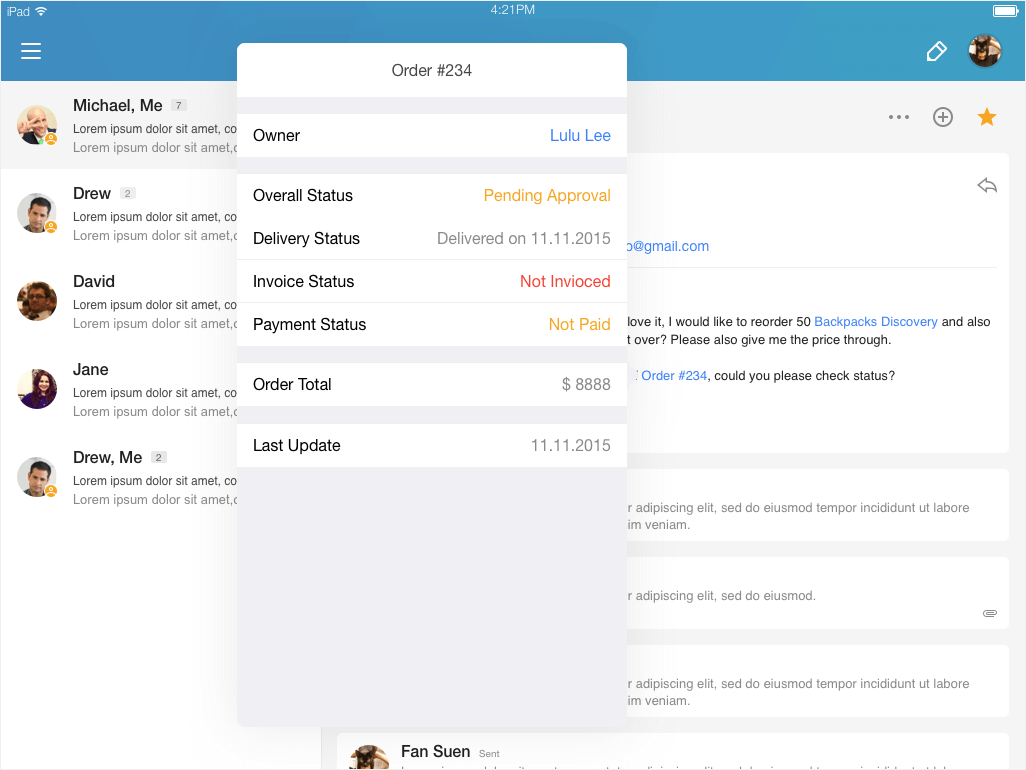 iPad
4:21PM
Order #234
Owner
Lulu Lee
Overall Status
Pending Approval
Delivery Status
Delivered on 11.11.2015
Invoice Status
Not Invioced
Payment Status
Not Paid
Order Total
$ 8888
Last Update
11.11.2015
Michael, Me 7
Lorem ipsum dolor sit amet, co
Lorem ipsum dolor sit amet,
Drew 2
Lorem ipsum dolor sit amet, co
Lorem ipsum dolor sit amet,
David
Lorem ipsum dolor sit amet, co
Lorem ipsum dolor sit amet,
Jane
Lorem ipsum dolor sit amet, co
Lorem ipsum dolor sit amet,
Drew, Me 2
Lorem ipsum dolor sit amet, co
Lorem ipsum dolor sit amet,
@gmail.com
love it, I would like to reorder 50 Backpacks Discovery and also
t over? Please also give me the price through.
Order #234, could you please check status?
r adipiscing elit, sed do eiusmod tempor incididunt ut labore
im veniam.
r adipiscing elit, sed do eiusmod.
r adipiscing elit, sed do eiusmod tempor incididunt ut labore
im veniam.
Fan Suen Sent